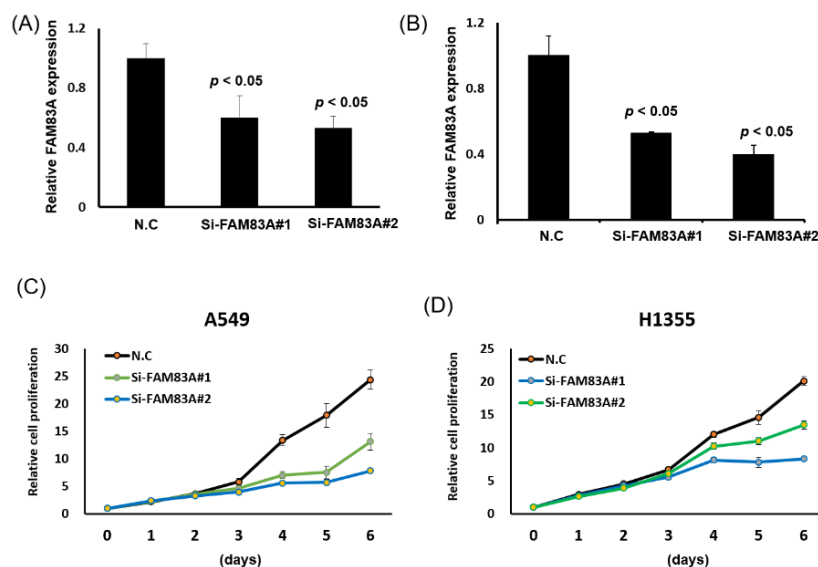 (A)
Relative FAM83A expression
1.2
0.8
0.4
0
p < 0.05
p < 0.05
N.C
Si-FAM83A#1
Si-FAM83A#2
(B)
Relative FAM83A expression
1.2
0.8
0.4
0
p < 0.05
p < 0.05
N.C
Si-FAM83A#1
Si-FAM83A#2
(C)
A549
Relative cell proliferation
30
25
20
15
10
5
0
N.C
Si-FAM83A#1
Si-FAM83A#2
0 1 2 3 4 5 6
(days)
(D)
H1355
Relative cell proliferation
25
20
15
10
5
0
N.C
Si-FAM83A#1
Si-FAM83A#2
0 1 2 3 4 5 6
(days)